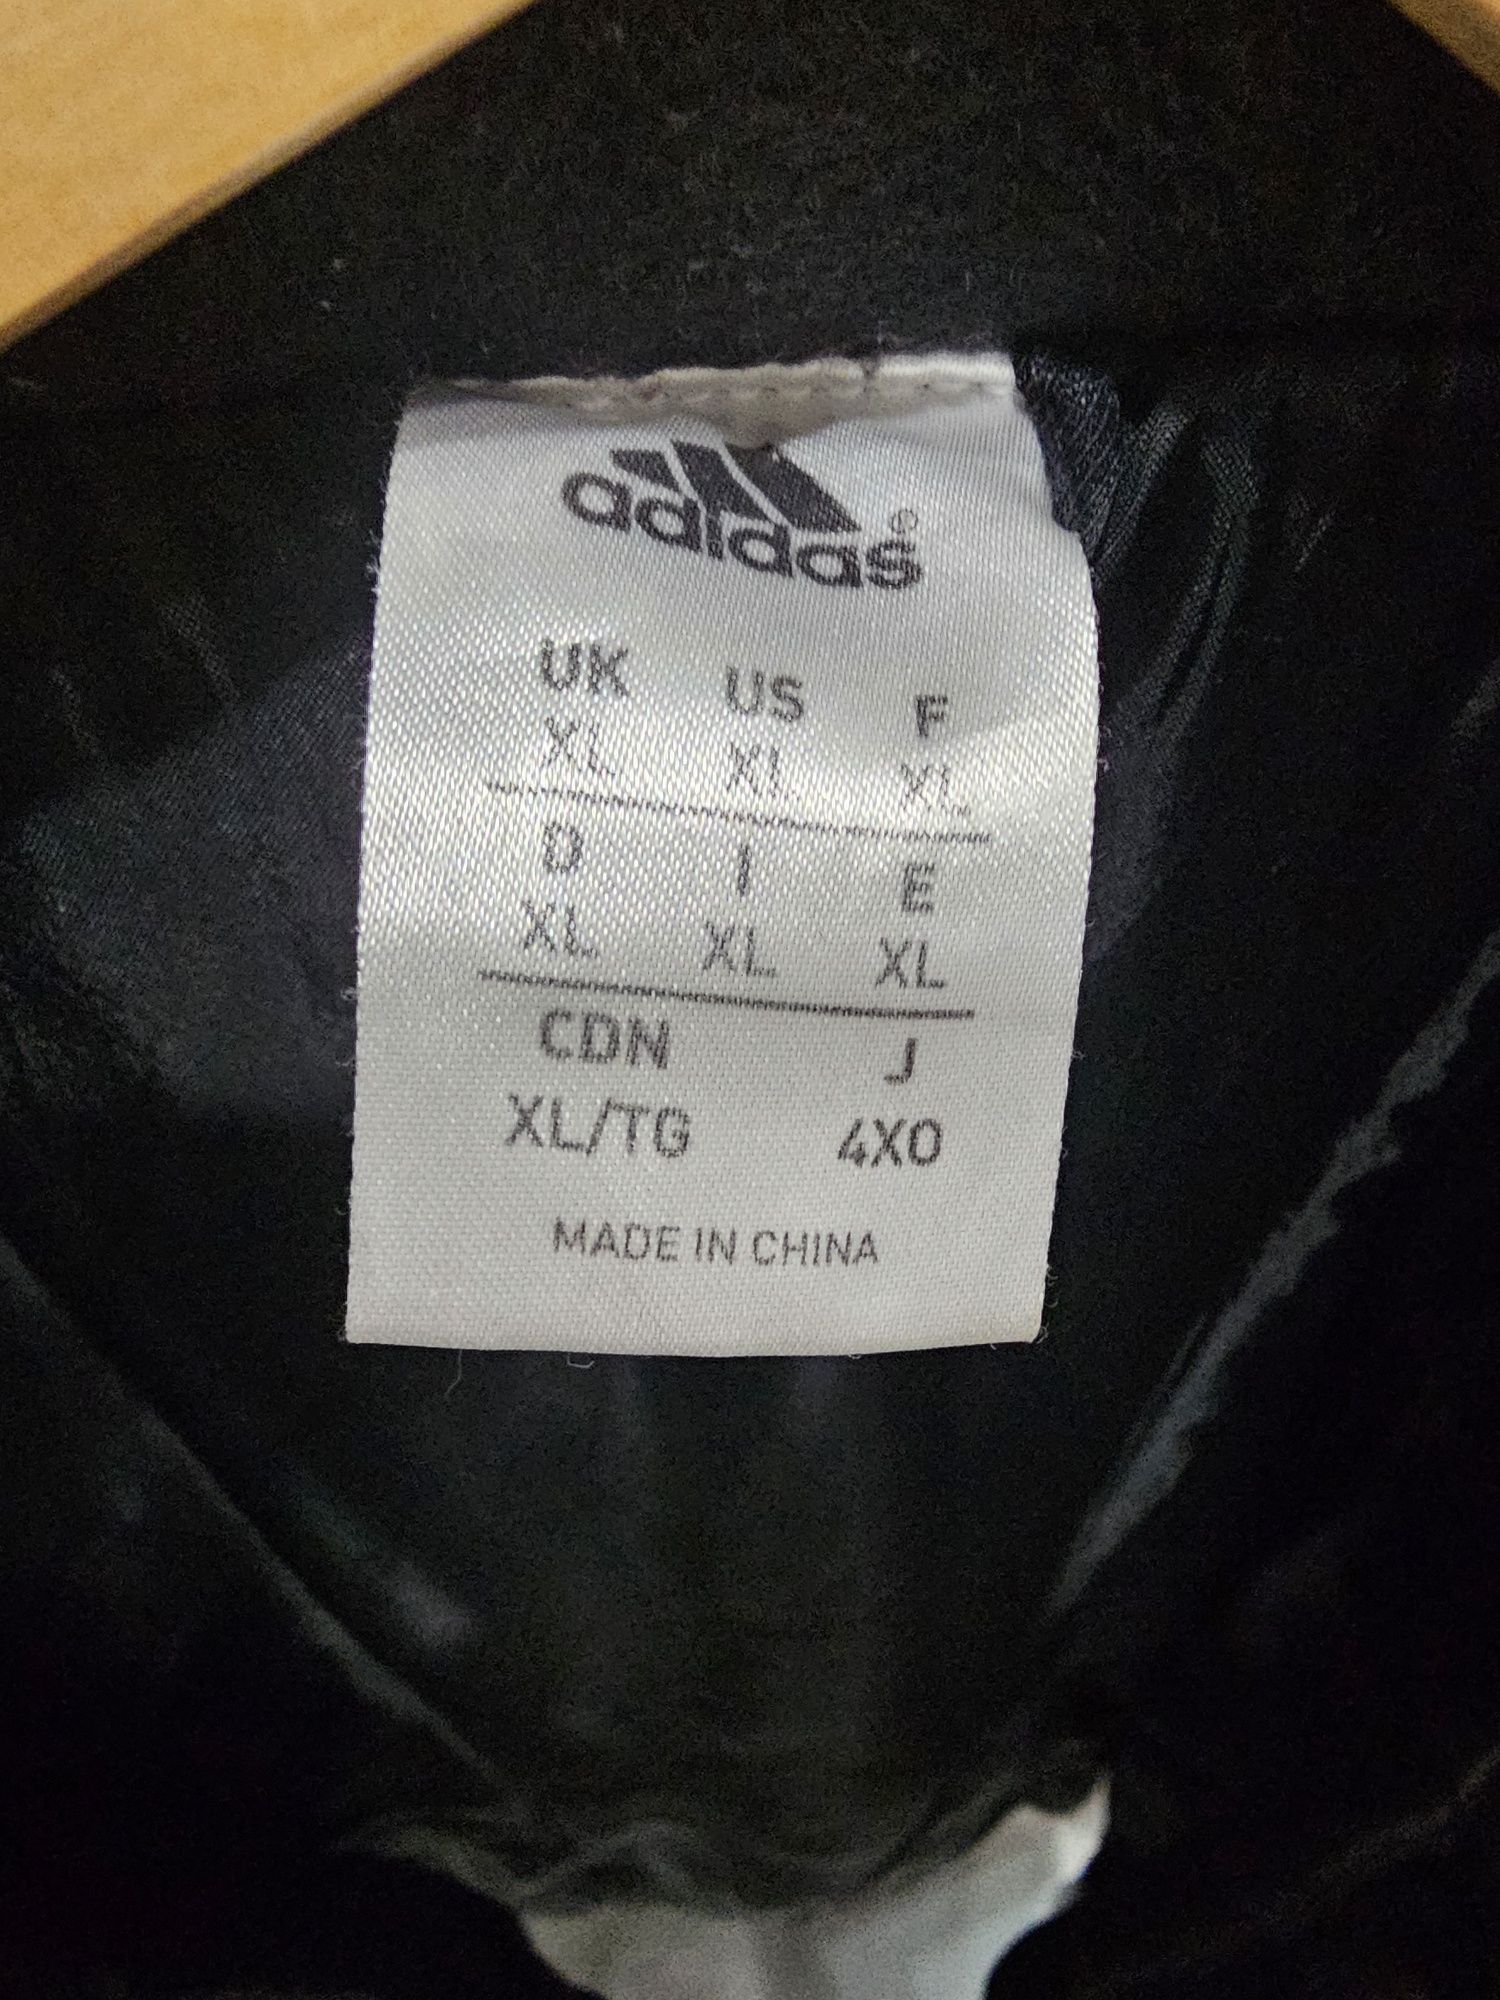 adidas®
UK US F
XL XL XL
D I E
XL XL XL
CDN J
XL/TG 4XO
MADE IN CHINA